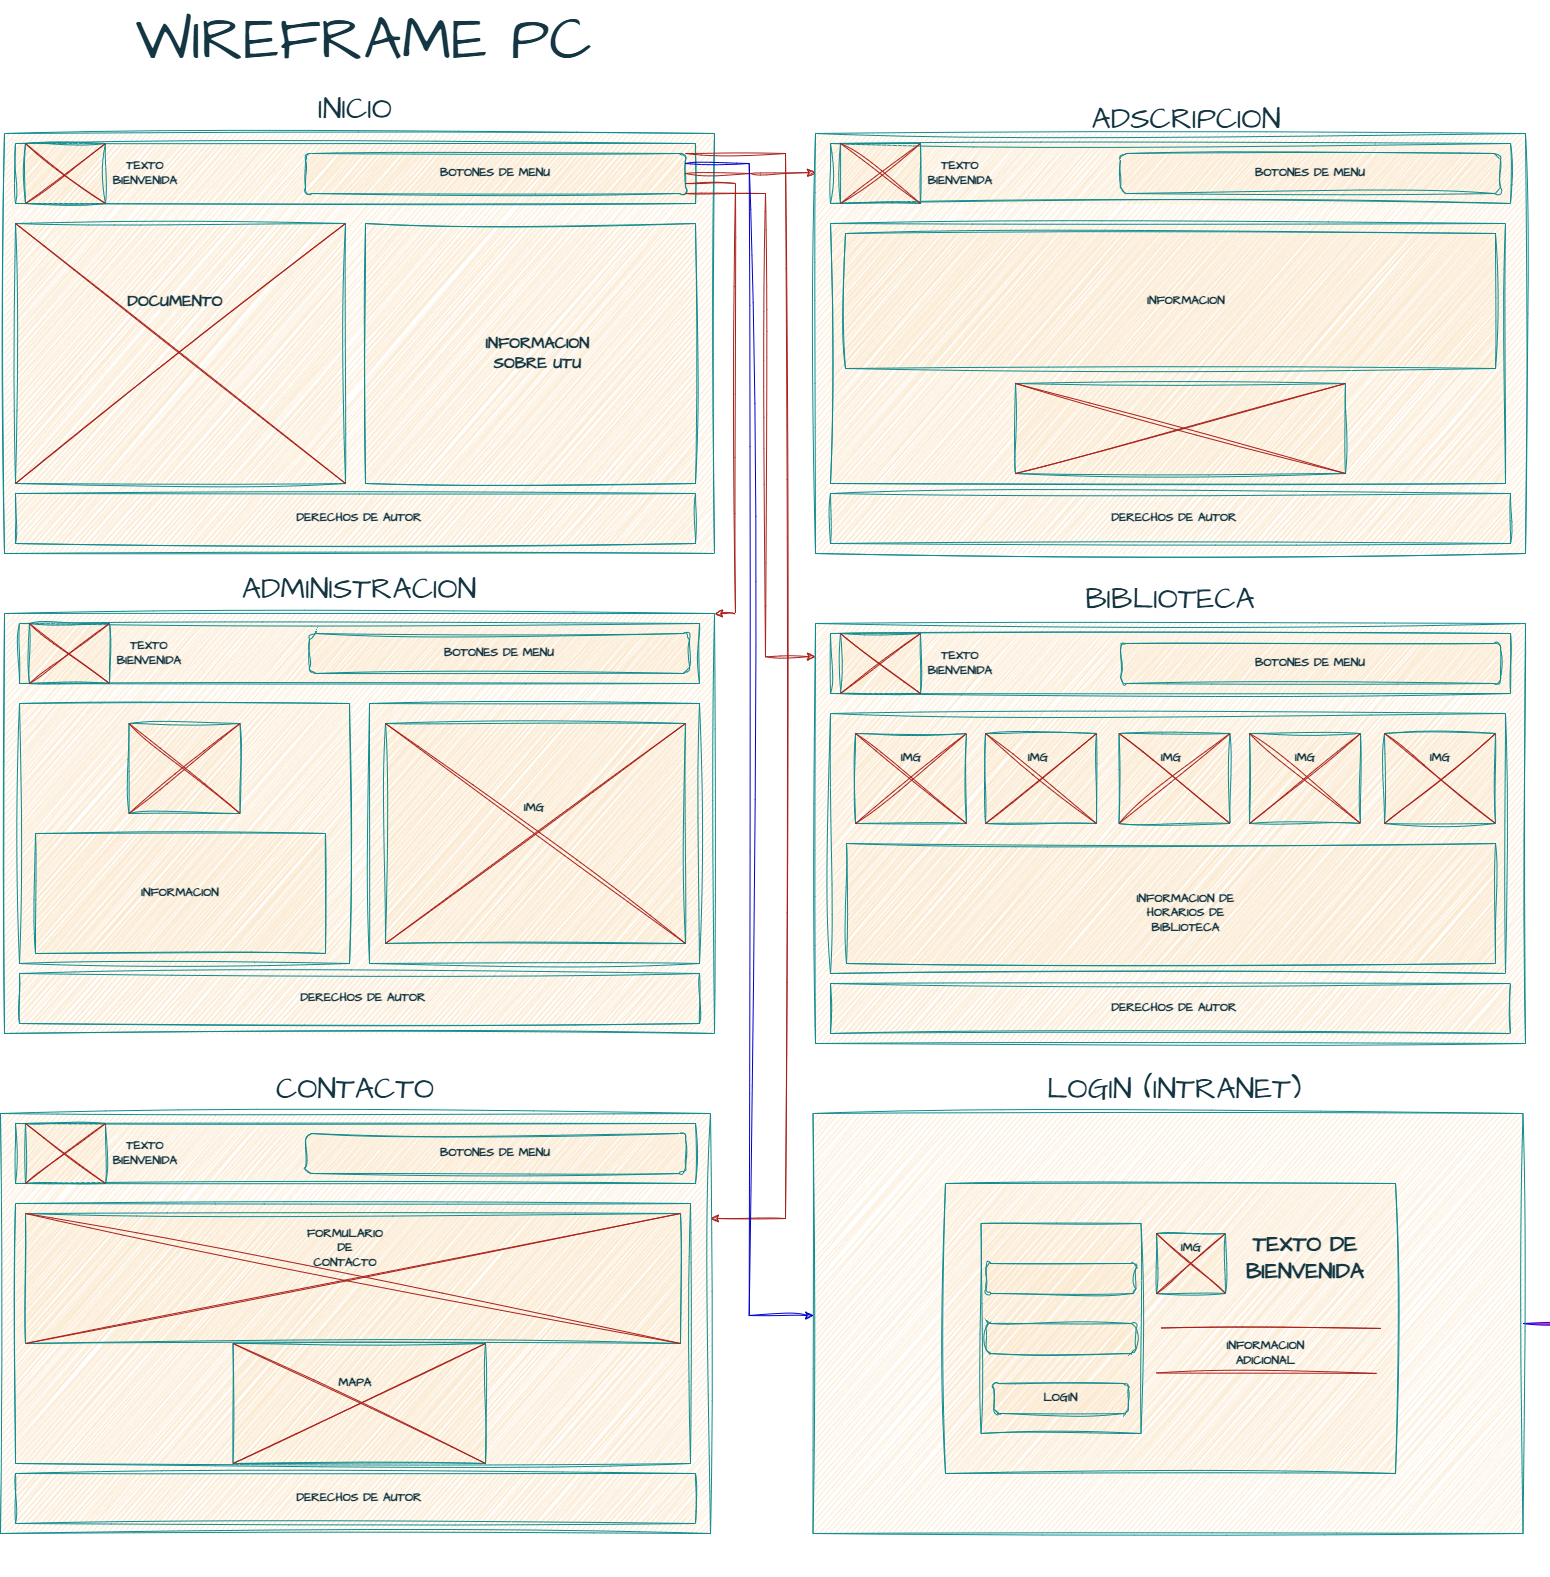 WIREFRAME PC
INICIO
TEXTO
BIENVENIDA
BOTONES DE MENU
DOCUMENTO
INFORMACION
SOBRE UTU
DERECHOS DE AUTOR
ADSCRIPCION
TEXTO
BIENVENIDA
BOTONES DE MENU
INFORMACION
DERECHOS DE AUTOR
ADMINISTRACION
TEXTO
BIENVENIDA
BOTONES DE MENU
INFORMACION
IMG
DERECHOS DE AUTOR
BIBLIOTECA
TEXTO
BIENVENIDA
BOTONES DE MENU
IMG
IMG
IMG
IMG
IMG
INFORMACION DE
HORARIOS DE
BIBLIOTECA
DERECHOS DE AUTOR
CONTACTO
TEXTO
BIENVENIDA
BOTONES DE MENU
FORMULARIO
DE
CONTACTO
MAPA
DERECHOS DE AUTOR
LOGIN (INTRANET)
LOGIN
IMG
TEXTO DE
BIENVENIDA
INFORMACION
ADICIONAL